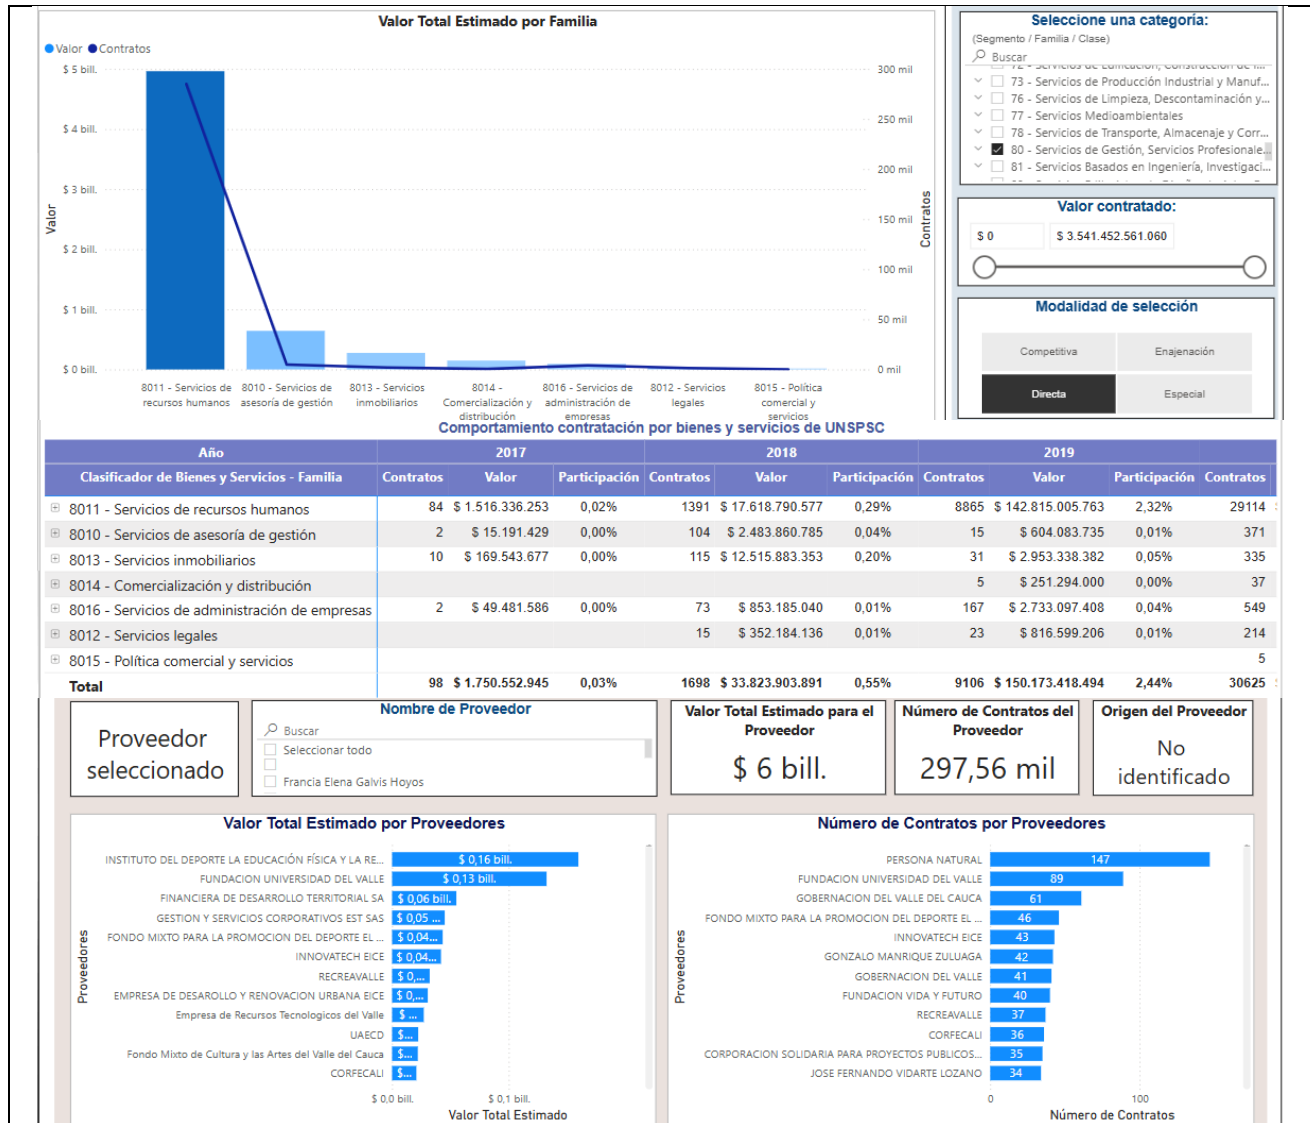 Valor Total Estimado por Familia
Valor Contratos
$ 5 bill.
$ 4 bill.
$ 3 bill.
$ 2 bill.
$ 1 bill.
$ 0 bill.
Valor
300 mil
250 mil
200 mil
150 mil
100 mil
50 mil
0 mil
Contratos
8011 - Servicios de recursos humanos
8010 - Servicios de asesoría de gestión
8013 - Servicios inmobiliarios
8014 - Comercialización y distribución
8016 - Servicios de administración de empresas
8012 - Servicios legales
8015 - Política comercial y servicios
Seleccione una categoría:
(Segmento / Familia / Clase)
Buscar
73 - Servicios de Producción Industrial y Manuf...
76 - Servicios de Limpieza, Descontaminación y...
77 - Servicios Medioambientales
78 - Servicios de Transporte, Almacenaje y Corr...
80 - Servicios de Gestión, Servicios Profesionale...
81 - Servicios Basados en Ingeniería, Investigaci...
Valor contratado:
$ 0 $ 3.541.452.561.060
Modalidad de selección
Competitiva Enajenación
Directa Especial
Comportamiento contratación por bienes y servicios de UNSPSC
Año 2017 2018 2019
Clasificador de Bienes y Servicios - Familia Contratos Valor Participación Contratos Valor Participación Contratos Valor Participación Contratos
8011 - Servicios de recursos humanos 84 $ 1.516.336.253 0,02% 1391 $ 17.618.790.577 0,29% 8865 $ 142.815.005.763 2,32% 29114
8010 - Servicios de asesoría de gestión 2 $ 15.191.429 0,00% 104 $ 2.483.860.785 0,04% 15 $ 604.083.735 0,01% 371
8013 - Servicios inmobiliarios 10 $ 169.543.677 0,00% 115 $ 12.515.883.353 0,20% 31 $ 2.953.338.382 0,05% 335
8014 - Comercialización y distribución 5 $ 251.294.000 0,00% 37
8016 - Servicios de administración de empresas 2 $ 49.481.586 0,00% 73 $ 853.185.040 0,01% 167 $ 2.733.097.408 0,04% 549
8012 - Servicios legales 15 $ 352.184.136 0,01% 23 $ 816.599.206 0,01% 214
8015 - Política comercial y servicios 5
Total 98 $ 1.750.552.945 0,03% 1698 $ 33.823.903.891 0,55% 9106 $ 150.173.418.494 2,44% 30625
Proveedor seleccionado
Nombre de Proveedor
Buscar
Seleccionar todo
Francia Elena Galvis Hoyos
Valor Total Estimado para el Proveedor
$ 6 bill.
Número de Contratos del Proveedor
297,56 mil
Origen del Proveedor
No identificado
Valor Total Estimado por Proveedores
Proveedores
INSTITUTO DEL DEPORTE LA EDUCACIÓN FÍSICA Y LA RE... $ 0,16 bill.
FUNDACION UNIVERSIDAD DEL VALLE $ 0,13 bill.
FINANCIERA DE DESARROLLO TERRITORIAL SA $ 0,06 bill.
GESTION Y SERVICIOS CORPORATIVOS EST SAS $ 0,05 ...
FONDO MIXTO PARA LA PROMOCION DEL DEPORTE EL ... $ 0,04...
INNOVATECH EICE $ 0,04...
RECREAVALLE $ 0,...
EMPRESA DE DESAROLLO Y RENOVACION URBANA EICE $ 0,...
Empresa de Recursos Tecnologicos del Valle $ ...
UAECD $...
Fondo Mixto de Cultura y las Artes del Valle del Cauca $...
CORFECALI $...
$ 0,0 bill. $ 0,1 bill.
Valor Total Estimado
Número de Contratos por Proveedores
Proveedores
PERSONA NATURAL 147
FUNDACION UNIVERSIDAD DEL VALLE 89
GOBERNACION DEL VALLE DEL CAUCA 61
FONDO MIXTO PARA LA PROMOCION DEL DEPORTE EL ... 46
INNOVATECH EICE 43
GONZALO MANRIQUE ZULUAGA 42
GOBERNACION DEL VALLE 41
FUNDACION VIDA Y FUTURO 40
RECREAVALLE 37
CORFECALI 36
CORPORACION SOLIDARIA PARA PROYECTOS PUBLICOS... 35
JOSE FERNANDO VIDARTE LOZANO 34
0 100
Número de Contratos